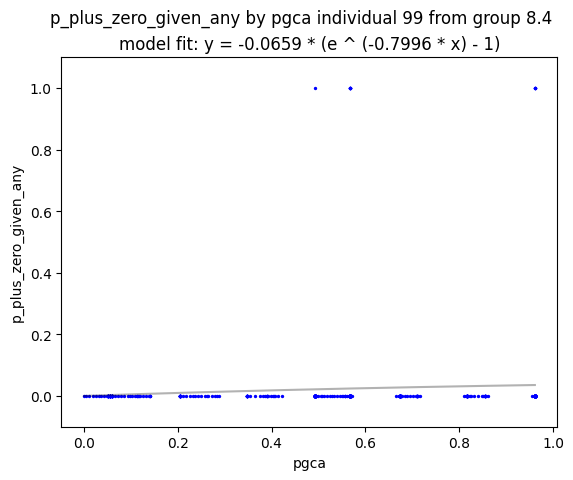 p_plus_zero_given_any by pgca individual 99 from group 8.4
model fit: y = -0.0659 * (e ^ (-0.7996 * x) - 1)
1.0
0.8
0.6
0.4
0.2
0.0
p_plus_zero_given_any
0.0 0.2 0.4 0.6 0.8 1.0
pgca